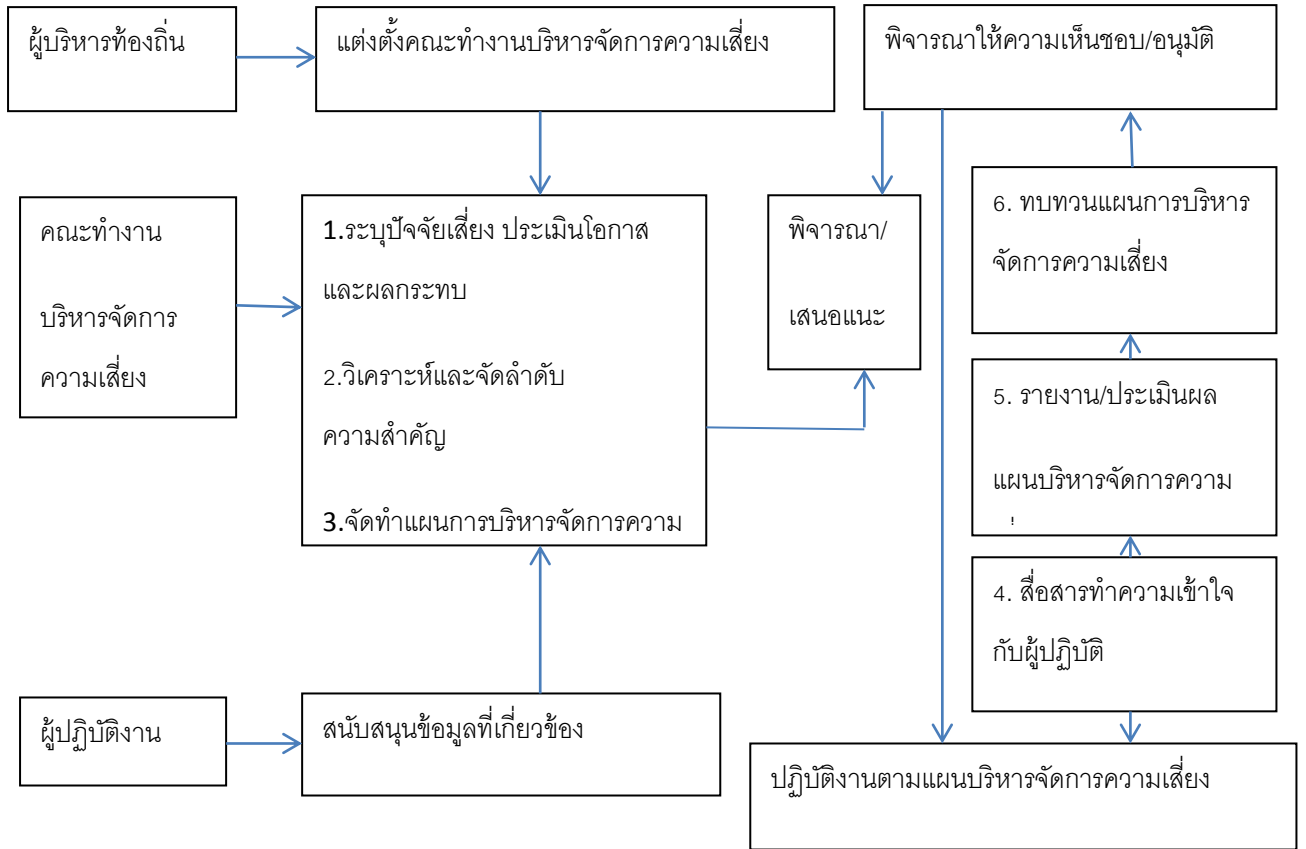 ผู้บริหารท้องถิ่น
แต่งตั้งคณะทำงานบริหารจัดการความเสี่ยง
พิจารณาให้ความเห็นชอบ/อนุมัติ
คณะทำงาน
บริหารจัดการ
ความเสี่ยง
1.ระบุปัจจัยเสี่ยง ประเมินโอกาส
และผลกระทบ
2.วิเคราะห์และจัดลำดับ
ความสำคัญ
3.จัดทำแผนการบริหารจัดการความ
พิจารณา/
เสนอแนะ
6. ทบทวนแผนการบริหาร
จัดการความเสี่ยง
5. รายงาน/ประเมินผล
แผนบริหารจัดการความ
4. สื่อสารทำความเข้าใจ
กับผู้ปฏิบัติ
ผู้ปฏิบัติงาน
สนับสนุนข้อมูลที่เกี่ยวข้อง
ปฏิบัติงานตามแผนบริหารจัดการความเสี่ยง